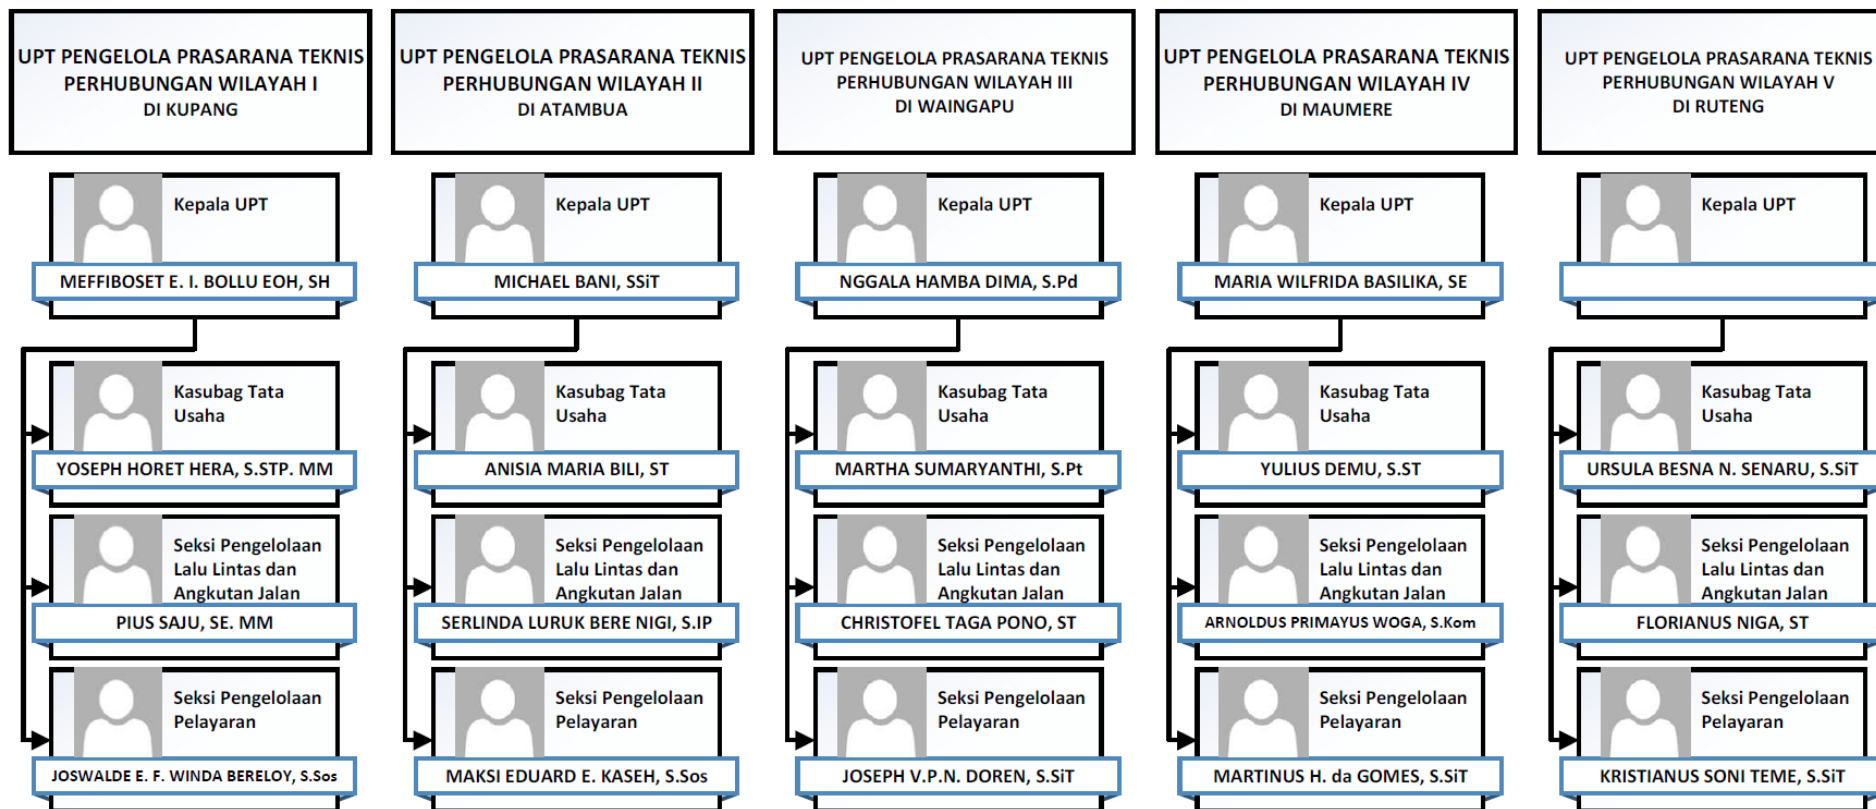 UPT PENGELOLA PRASARANA TEKNIS
PERHUBUNGAN WILAYAH I
DI KUPANG
Kepala UPT
MEFFIBOSET E. I. BOLLU EOH, SH
Kasubag Tata
Usaha
YOSEPH HORET HERA, S.STP. MM
Seksi Pengelolaan
Lalu Lintas dan
Angkutan Jalan
PIUS SAJU, SE. MM
Seksi Pengelolaan
Pelayaran
JOSWALDE E. F. WINDA BERELOY, S.Sos
UPT PENGELOLA PRASARANA TEKNIS
PERHUBUNGAN WILAYAH II
DI ATAMBUA
Kepala UPT
MICHAEL BANI, SSiT
Kasubag Tata
Usaha
ANISIA MARIA BILI, ST
Seksi Pengelolaan
Lalu Lintas dan
Angkutan Jalan
SERLINDA LURUK BERE NIGI, S.IP
Seksi Pengelolaan
Pelayaran
MAKSI EDUARD E. KASEH, S.Sos
UPT PENGELOLA PRASARANA TEKNIS
PERHUBUNGAN WILAYAH III
DI WAINGAPU
Kepala UPT
NGGALA HAMBA DIMA, S.Pd
Kasubag Tata
Usaha
MARTHA SUMARYANTHI, S.Pt
Seksi Pengelolaan
Lalu Lintas dan
Angkutan Jalan
CHRISTOFEL TAGA PONO, ST
Seksi Pengelolaan
Pelayaran
JOSEPH V.P.N. DOREN, S.SiT
UPT PENGELOLA PRASARANA TEKNIS
PERHUBUNGAN WILAYAH IV
DI MAUMERE
Kepala UPT
MARIA WILFRIDA BASILIKA, SE
Kasubag Tata
Usaha
YULIUS DEMU, S.ST
Seksi Pengelolaan
Lalu Lintas dan
Angkutan Jalan
ARNOLDUS PRIMAYUS WOGA, S.Kom
Seksi Pengelolaan
Pelayaran
MARTINUS H. da GOMES, S.SiT
UPT PENGELOLA PRASARANA TEKNIS
PERHUBUNGAN WILAYAH V
DI RUTENG
Kepala UPT
Kasubag Tata
Usaha
URSULA BESNA N. SENARU, S.SiT
Seksi Pengelolaan
Lalu Lintas dan
Angkutan Jalan
FLORIANUS NIGA, ST
Seksi Pengelolaan
Pelayaran
KRISTIANUS SONI TEME, S.SiT